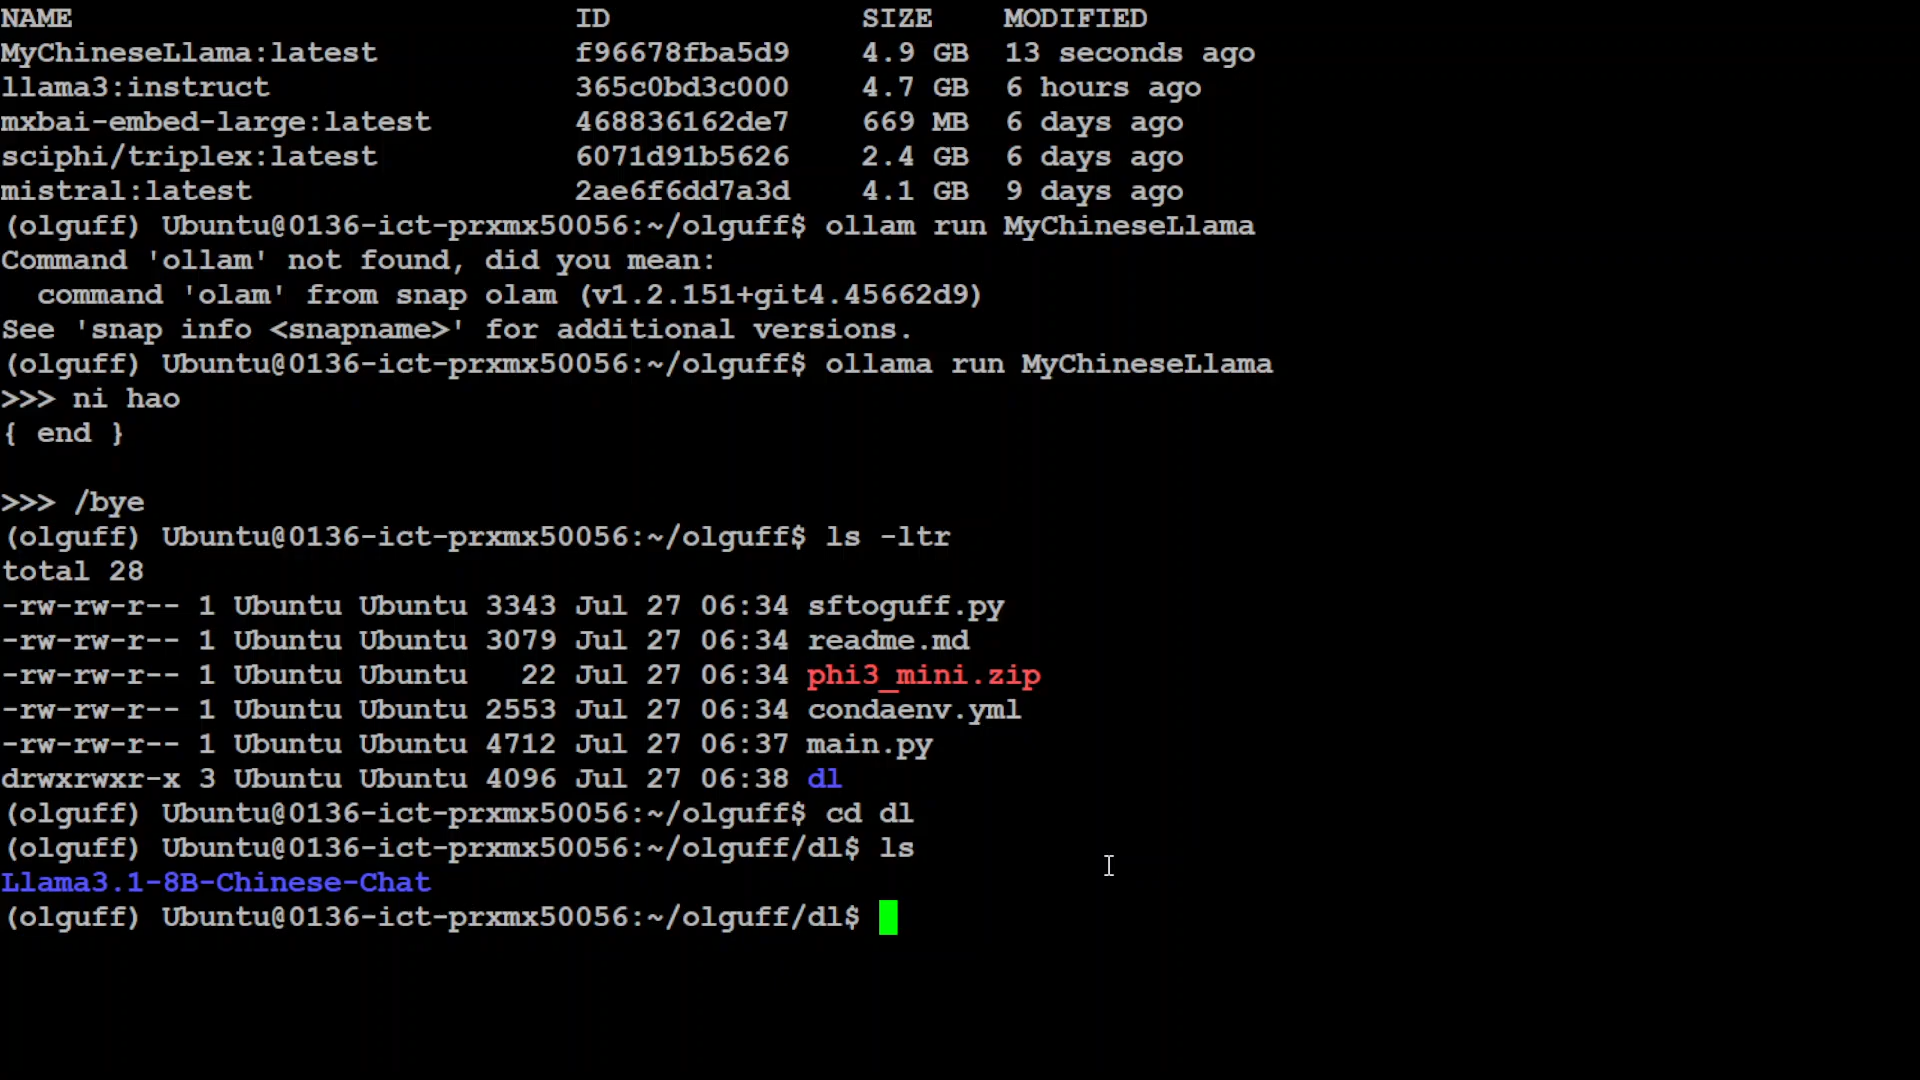 NAME ID SIZE MODIFIED
MyChineseLlama:latest f96678fba5d9 4.9 GB 13 seconds ago
llama3:instruct 365c0bd3c000 4.7 GB 6 hours ago
mxbai-embed-large:latest 468836162de7 669 MB 6 days ago
sciphi/triplex:latest 6071d91b5626 2.4 GB 6 days ago
mistral:latest 2ae6f6dd7a3d 4.1 GB 9 days ago
(olguff) Ubuntu@0136-ict-prxmx50056:~/olguff$ ollam run MyChineseLlama
Command 'ollam' not found, did you mean:
command 'olam' from snap olam (v1.2.151+git4.45662d9)
See 'snap info <snapname>' for additional versions.
(olguff) Ubuntu@0136-ict-prxmx50056:~/olguff$ ollama run MyChineseLlama
>>> ni hao
{ end }
>>> /bye
(olguff) Ubuntu@0136-ict-prxmx50056:~/olguff$ ls -ltr
total 28
-rw-rw-r-- 1 Ubuntu Ubuntu 3343 Jul 27 06:34 sftoguff.py
-rw-rw-r-- 1 Ubuntu Ubuntu 3079 Jul 27 06:34 readme.md
-rw-rw-r-- 1 Ubuntu Ubuntu 22 Jul 27 06:34 phi3_mini.zip
-rw-rw-r-- 1 Ubuntu Ubuntu 2553 Jul 27 06:34 condaenv.yml
-rw-rw-r-- 1 Ubuntu Ubuntu 4712 Jul 27 06:37 main.py
drwxrwxr-x 3 Ubuntu Ubuntu 4096 Jul 27 06:38 dl
(olguff) Ubuntu@0136-ict-prxmx50056:~/olguff$ cd dl
(olguff) Ubuntu@0136-ict-prxmx50056:~/olguff/dl$ ls
Llama3.1-8B-Chinese-Chat
(olguff) Ubuntu@0136-ict-prxmx50056:~/olguff/dl$